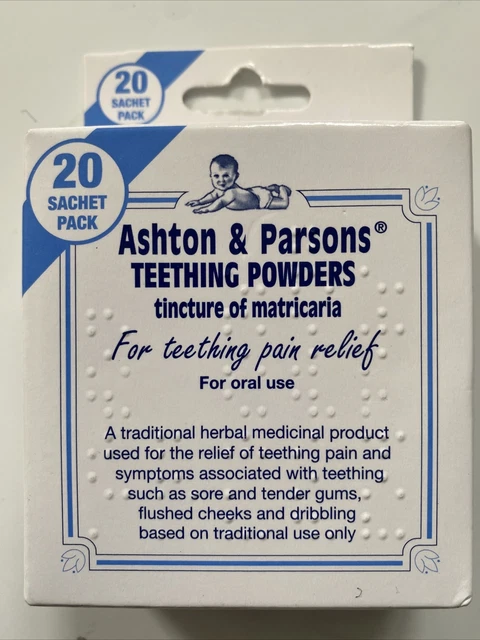 20
SACHET
PACK
20
SACHET
PACK
Ashton & Parsons®
TEETHING POWDERS
tincture of matricaria
For teething pain relief
For oral use
A traditional herbal medicinal product
used for the relief of teething pain and
symptoms associated with teething
such as sore and tender gums,
flushed cheeks and dribbling
based on traditional use only